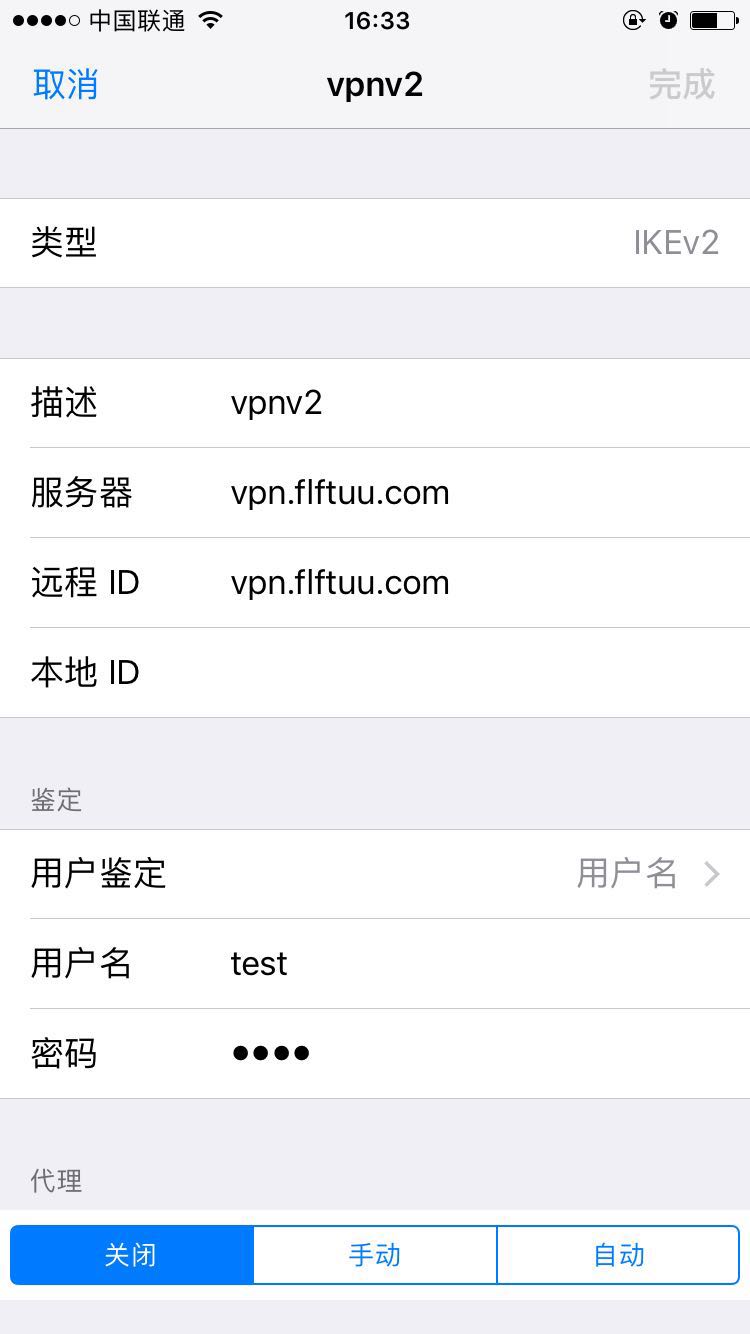 中国联通 16:33
取消 vpnv2 完成
类型 IKEv2
描述 vpnv2
服务器 vpn.flftuu.com
远程 ID vpn.flftuu.com
本地 ID
鉴定
用户鉴定 用户名
用户名 test
密码 ••••
代理
关闭 手动 自动